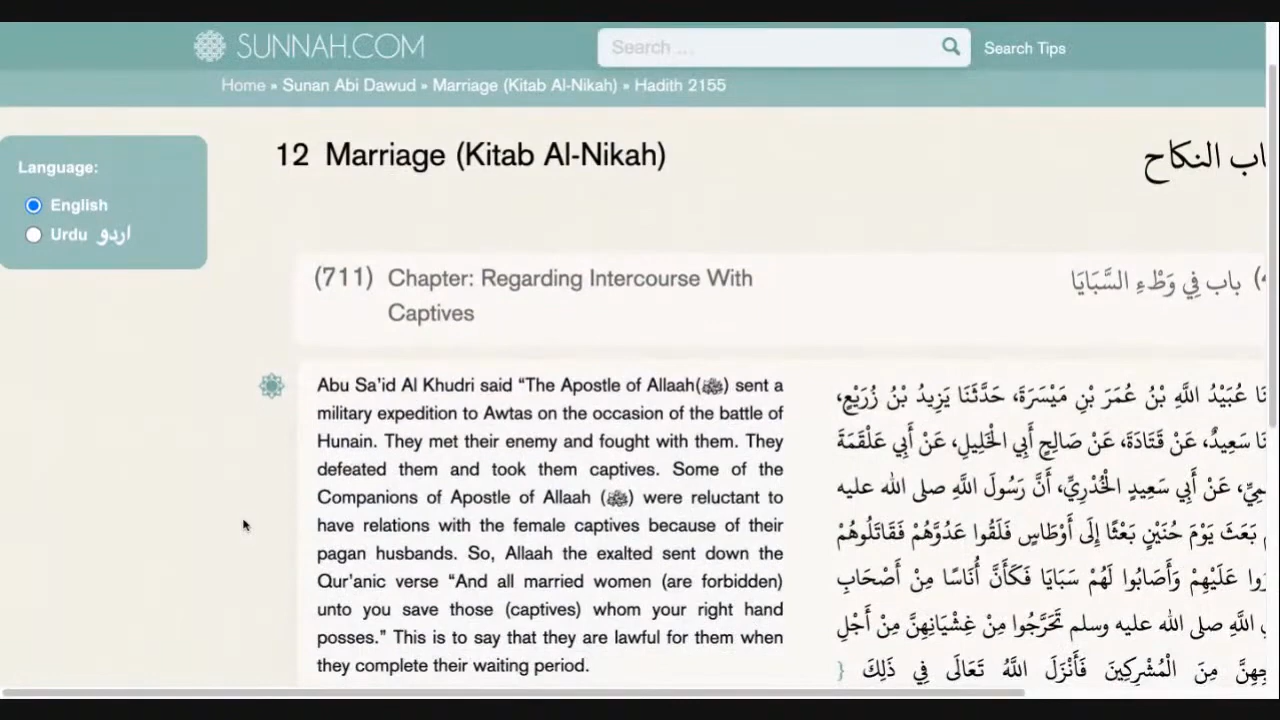 SUNNAH.COM
Search ...
Search Tips
Home » Sunan Abi Dawud » Marriage (Kitab Al-Nikah) » Hadith 2155
Language:
English
Urdu اردو
12 Marriage (Kitab Al-Nikah)
اب النكاح
(711) Chapter: Regarding Intercourse With
Captives
باب فِي وَطْءِ السَّبَايَا
Abu Sa'id Al Khudri said “The Apostle of Allaah(ﷺ) sent a
military expedition to Awtas on the occasion of the battle of
Hunain. They met their enemy and fought with them. They
defeated them and took them captives. Some of the
Companions of Apostle of Allaah (ﷺ) were reluctant to
have relations with the female captives because of their
pagan husbands. So, Allaah the exalted sent down the
Qur'anic verse “And all married women (are forbidden)
unto you save those (captives) whom your right hand
posses.” This is to say that they are lawful for them when
they complete their waiting period.
نَا عُبَيْدُ اللَّهِ بْنُ عُمَرَ بْنِ مَيْسَرَةَ، حَدَّثَنَا يَزِيدُ بْنُ زُرَيْعٍ،
نَا سَعِيدٌ، عَنْ قَتَادَةَ، عَنْ صَالِحٍ أَبِي الْخَلِيلِ، عَنْ أَبِي عَلْقَمَةَ
مِيِّ، عَنْ أَبِي سَعِيدٍ الْخُدْرِيِّ، أَنَّ رَسُولَ اللَّهِ صلى الله عليه
بَعَثَ يَوْمَ حُنَيْنٍ بَعْثًا إِلَى أَوْطَاسٍ فَلَقُوا عَدُوَّهُمْ فَقَاتَلُوهُمْ
رُوا عَلَيْهِمْ وَأَصَابُوا لَهُمْ سَبَايَا فَكَأَنَّ أُنَاسًا مِنْ أَصْحَابِ
اللَّهِ صلى الله عليه وسلم تَحَرَّجُوا مِنْ غِشْيَانِهِنَّ مِنْ أَجْلِ
جِهِنَّ مِنَ الْمُشْرِكِينَ فَأَنْزَلَ اللَّهُ تَعَالَى فِي ذَلِكَ {